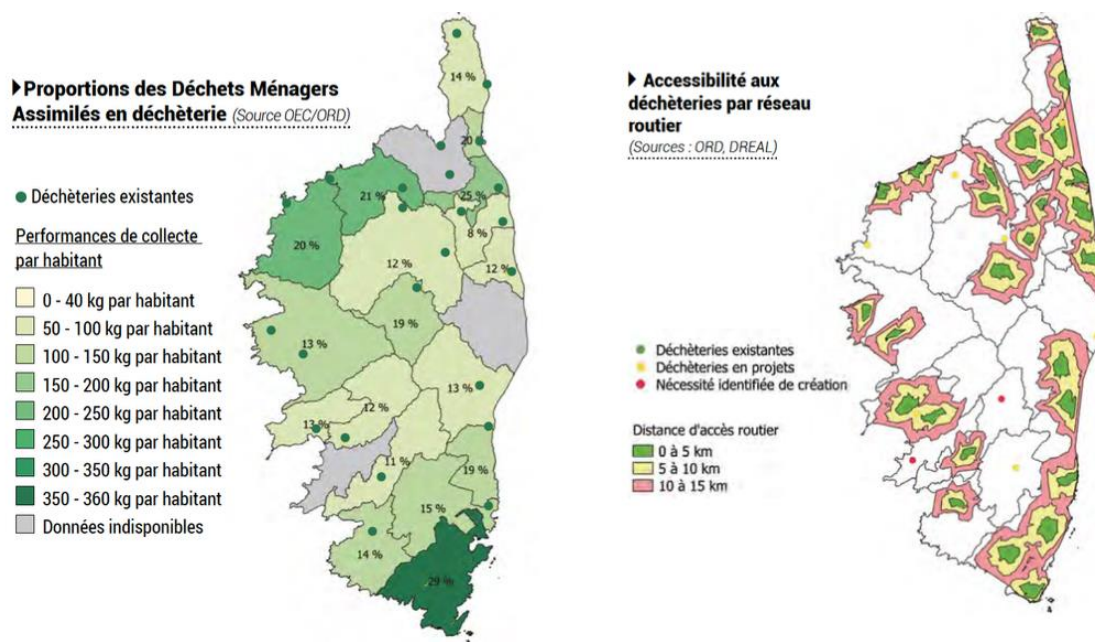 ▶Proportions des Déchets Ménagers
Assimilés en déchèterie (Source OEC/ORD)
Déchèteries existantes
Performances de collecte
par habitant
0 - 40 kg par habitant
50 - 100 kg par habitant
100 - 150 kg par habitant
150 - 200 kg par habitant
200 - 250 kg par habitant
250 - 300 kg par habitant
300 - 350 kg par habitant
350 - 360 kg par habitant
Données indisponibles
14 %
20
21 %
25 %
20 %
8 %
12 %
12 %
19 %
13 %
13 %
12 %
13 %
11 %
19 %
15 %
14 %
29 %
▶ Accessibilité aux
déchèteries par réseau
routier
(Sources : ORD, DREAL)
Déchèteries existantes
Déchèteries en projets
Nécessité identifiée de création
Distance d'accès routier
0 à 5 km
5 à 10 km
10 à 15 km